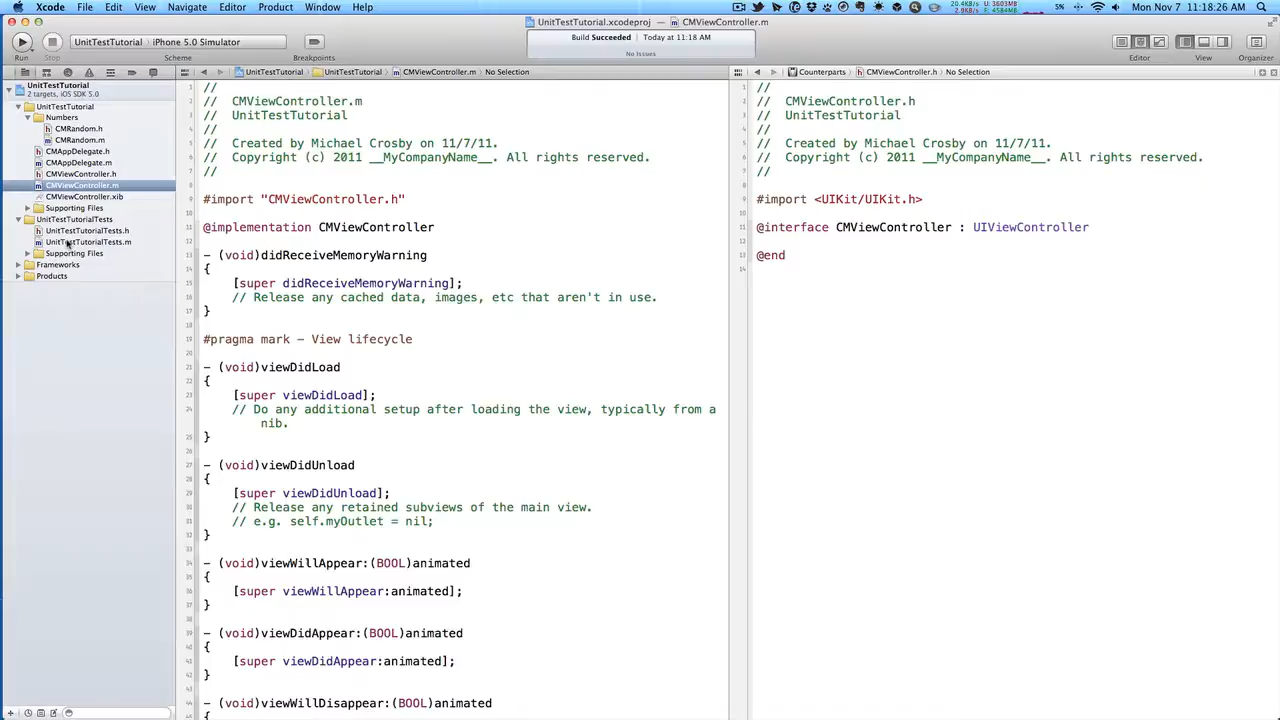 Xcode File Edit View Navigate Editor Product Window Help
5% Mon Nov 7 11:18:26 AM
UnitTestTutorial.xcodeproj — CMViewController.m
UnitTestTutorial iPhone 5.0 Simulator
Build Succeeded Today at 11:18 AM
No Issues
Run Stop Scheme Breakpoints Editor View Organizer
UnitTestTutorial UnitTestTutorial CMViewController.m No Selection
Counterparts CMViewController.h No Selection
UnitTestTutorial
2 targets, iOS SDK 5.0
UnitTestTutorial
Numbers
CMRandom.h
CMRandom.m
CMAppDelegate.h
CMAppDelegate.m
CMViewController.h
CMViewController.m
CMViewController.xib
Supporting Files
UnitTestTutorialTests
UnitTestTutorialTests.h
UnitTestTutorialTests.m
Supporting Files
Frameworks
Products
//
// CMViewController.m
// UnitTestTutorial
//
// Created by Michael Crosby on 11/7/11.
// Copyright (c) 2011 __MyCompanyName__. All rights reserved.
//
#import "CMViewController.h"
@implementation CMViewController
- (void)didReceiveMemoryWarning
{
[super didReceiveMemoryWarning];
// Release any cached data, images, etc that aren't in use.
}
#pragma mark - View lifecycle
- (void)viewDidLoad
{
[super viewDidLoad];
// Do any additional setup after loading the view, typically from a
nib.
}
- (void)viewDidUnload
{
[super viewDidUnload];
// Release any retained subviews of the main view.
// e.g. self.myOutlet = nil;
}
- (void)viewWillAppear:(BOOL)animated
{
[super viewWillAppear:animated];
}
- (void)viewDidAppear:(BOOL)animated
{
[super viewDidAppear:animated];
}
- (void)viewWillDisappear:(BOOL)animated
{
//
// CMViewController.h
// UnitTestTutorial
//
// Created by Michael Crosby on 11/7/11.
// Copyright (c) 2011 __MyCompanyName__. All rights reserved.
//
#import <UIKit/UIKit.h>
@interface CMViewController : UIViewController
@end